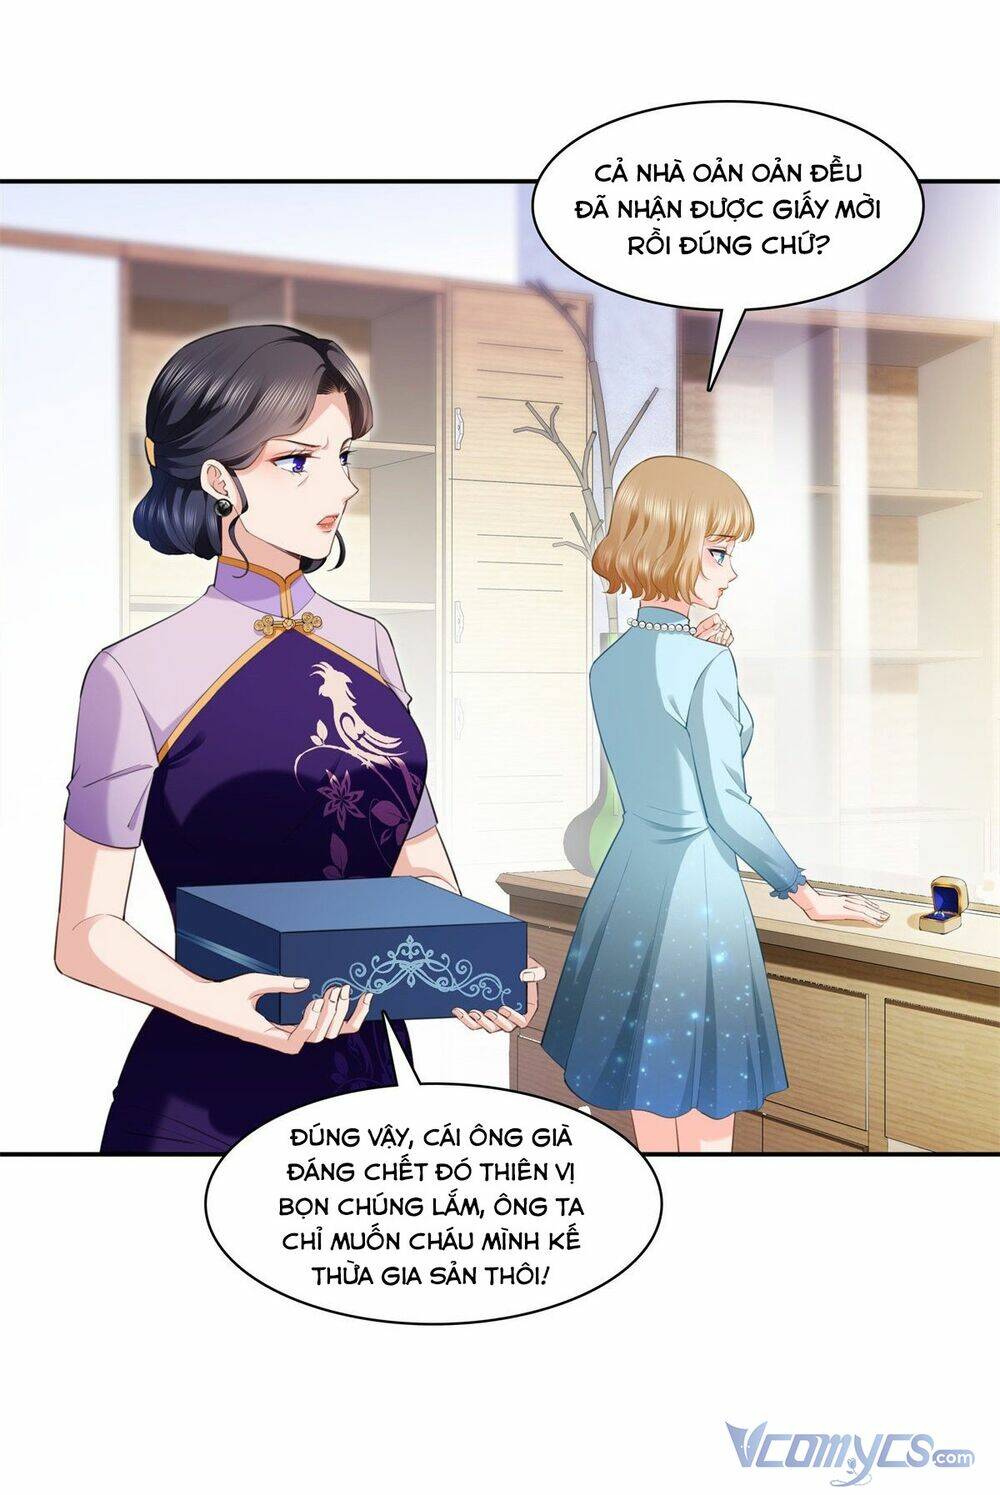 CẢ NHÀ OẢN OẢN ĐỀU
ĐÃ NHẬN ĐƯỢC GIẤY MỜI
RỒI ĐÚNG CHỨ?
ĐÚNG VẬY, CÁI ÔNG GIÀ
ĐÁNG CHẾT ĐÓ THIÊN VỊ
BỌN CHÚNG LẮM, ÔNG TA
CHỈ MUỐN CHÁU MÌNH KẾ
THỪA GIA SẢN THÔI!
VCOMYCS.com